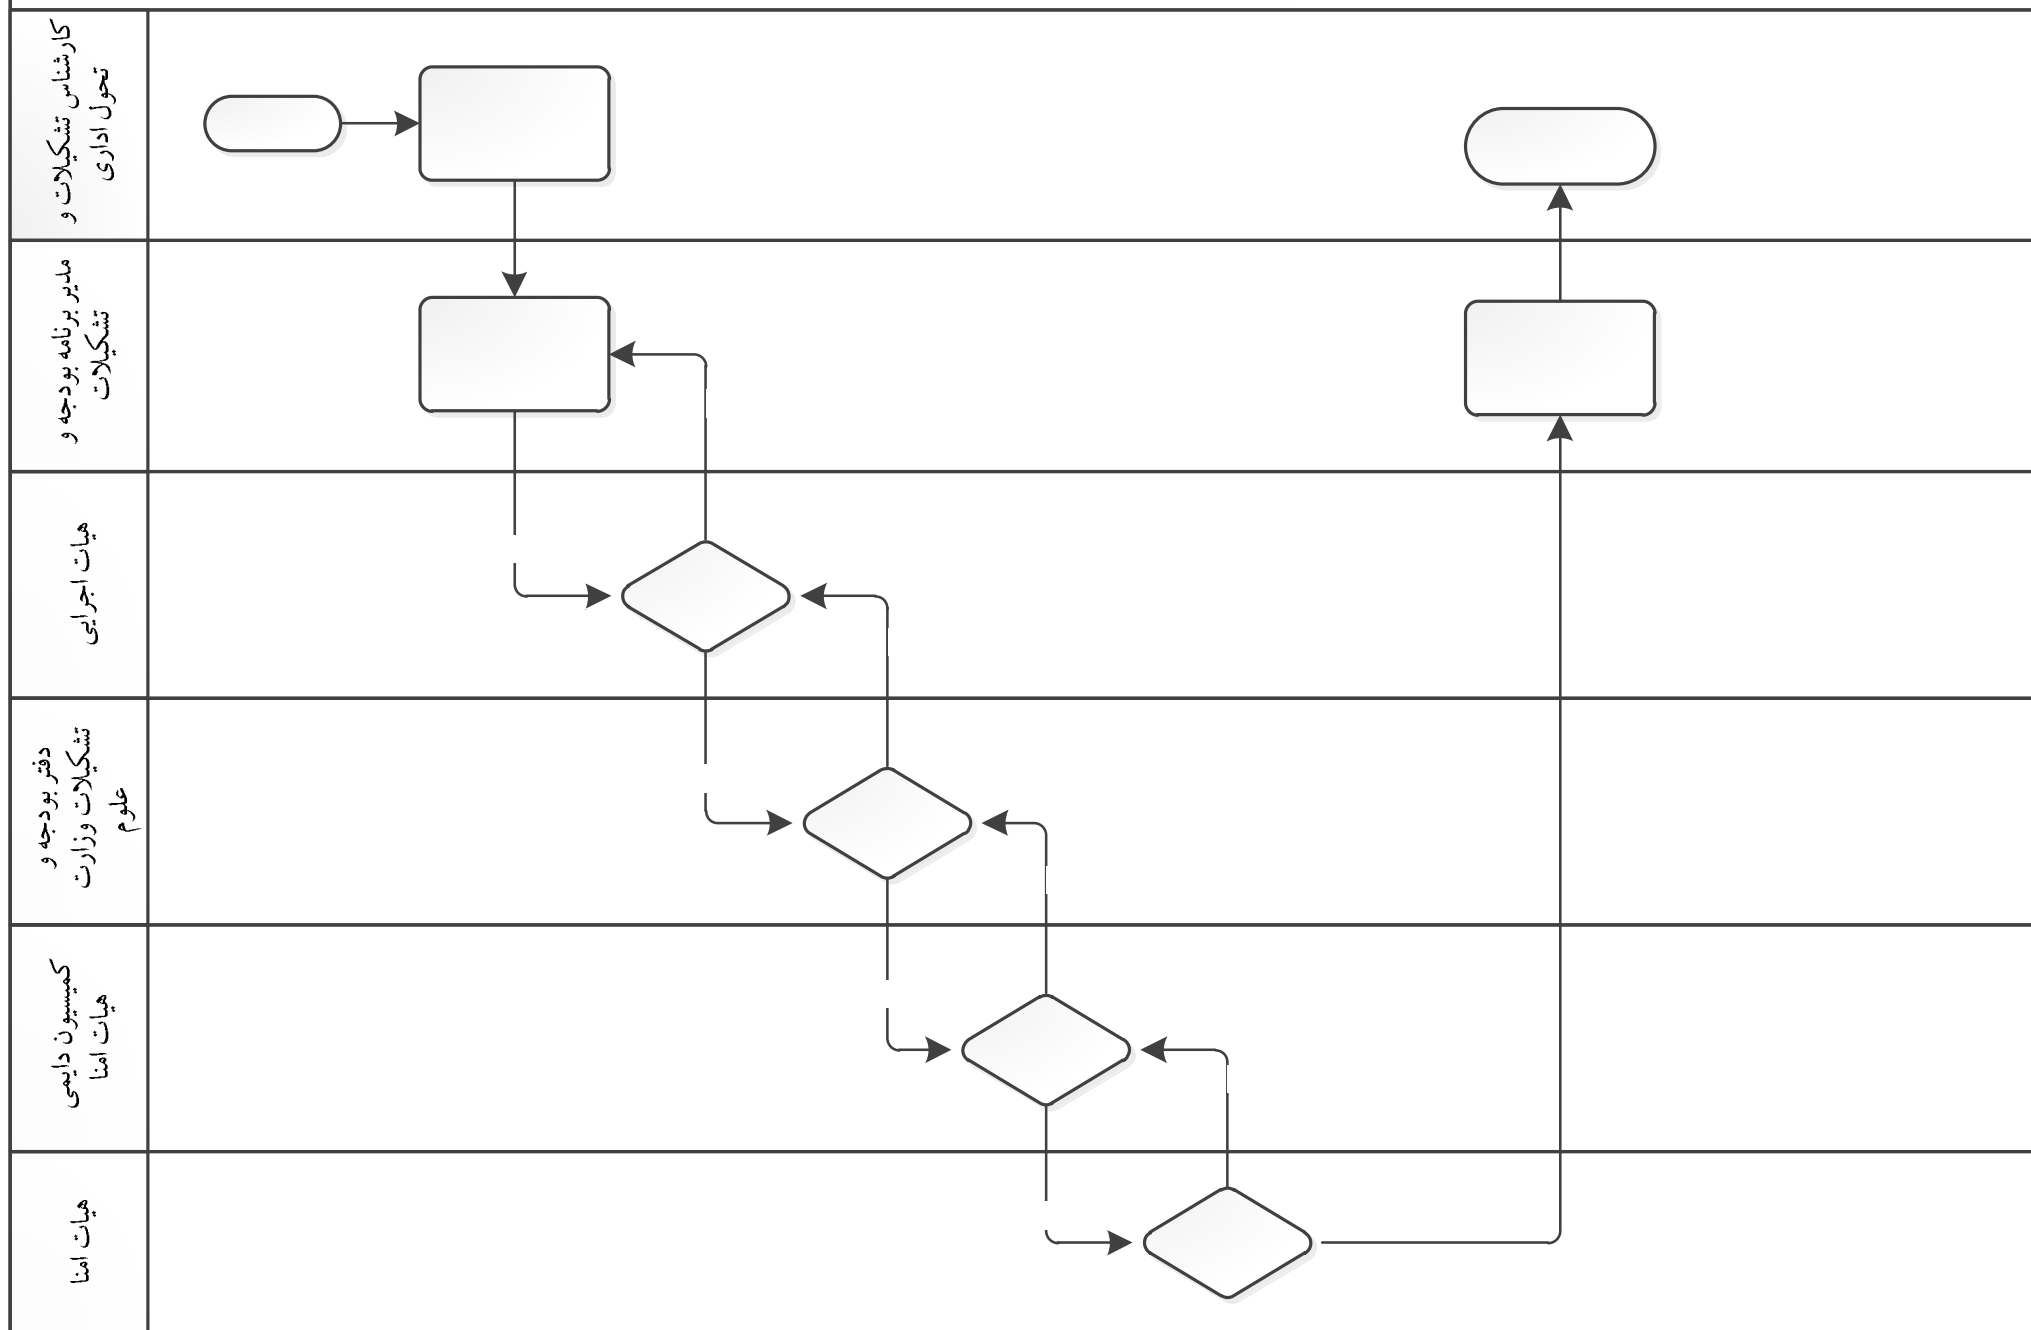 کارشناس تشکیلات و
تحول اداری
مدیر برنامه بودجه و
تشکیلات
هیات اجرایی
دفتر بودجه و
تشکیلات وزارت
علوم
کمیسیون دایمی
هیات امنا
هیات امنا